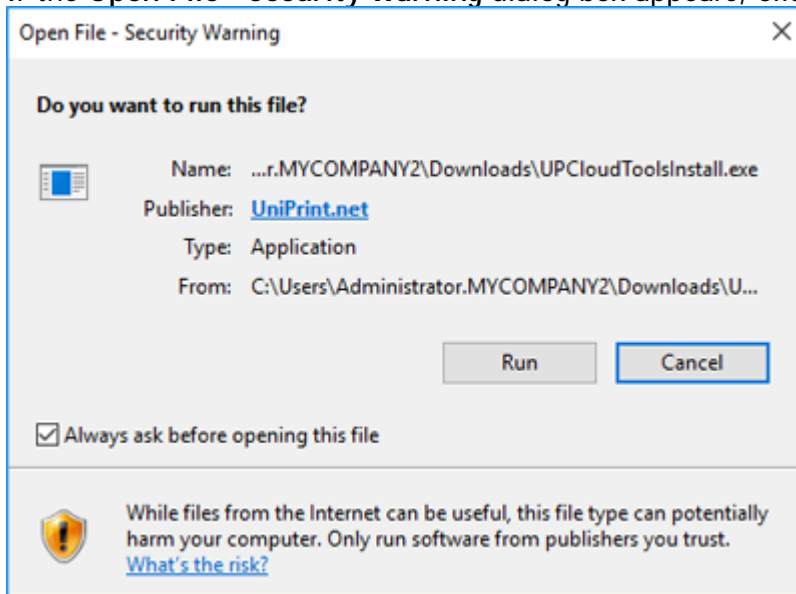 Open File - Security Warning
Do you want to run this file?
Name: ...r.MYCOMPANY2\Downloads\UPCloudToolsInstall.exe
Publisher: UniPrint.net
Type: Application
From: C:\Users\Administrator.MYCOMPANY2\Downloads\U...
Run Cancel
Always ask before opening this file
While files from the Internet can be useful, this file type can potentially
harm your computer. Only run software from publishers you trust.
What's the risk?